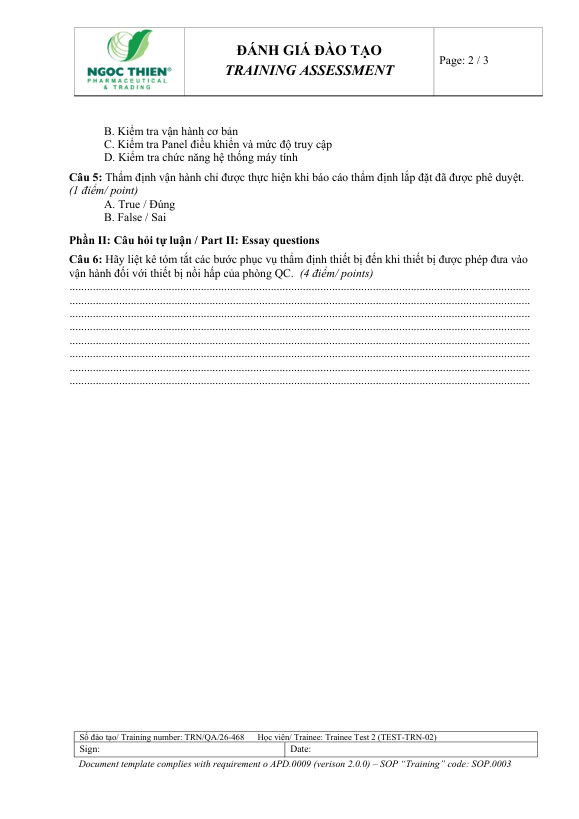 NGOC THIEN®
PHARMACEUTICAL
& TRADING
ĐÁNH GIÁ ĐÀO TẠO
TRAINING ASSESSMENT
Page: 2 / 3
B. Kiểm tra vận hành cơ bản
C. Kiểm tra Panel điều khiển và mức độ truy cập
D. Kiểm tra chức năng hệ thống máy tính
Câu 5: Thẩm định vận hành chỉ được thực hiện khi báo cáo thẩm định lắp đặt đã được phê duyệt.
(1 điểm/ point)
A. True / Đúng
B. False / Sai
Phần II: Câu hỏi tự luận / Part II: Essay questions
Câu 6: Hãy liệt kê tóm tắt các bước phục vụ thẩm định thiết bị đến khi thiết bị được phép đưa vào
vận hành đối với thiết bị nồi hấp của phòng QC. (4 điểm/ points)
Số đào tạo/ Training number: TRN/QA/26-468 Học viên/ Trainee: Trainee Test 2 (TEST-TRN-02)
Sign: Date:
Document template complies with requirement o APD.0009 (verison 2.0.0) – SOP “Training” code: SOP.0003